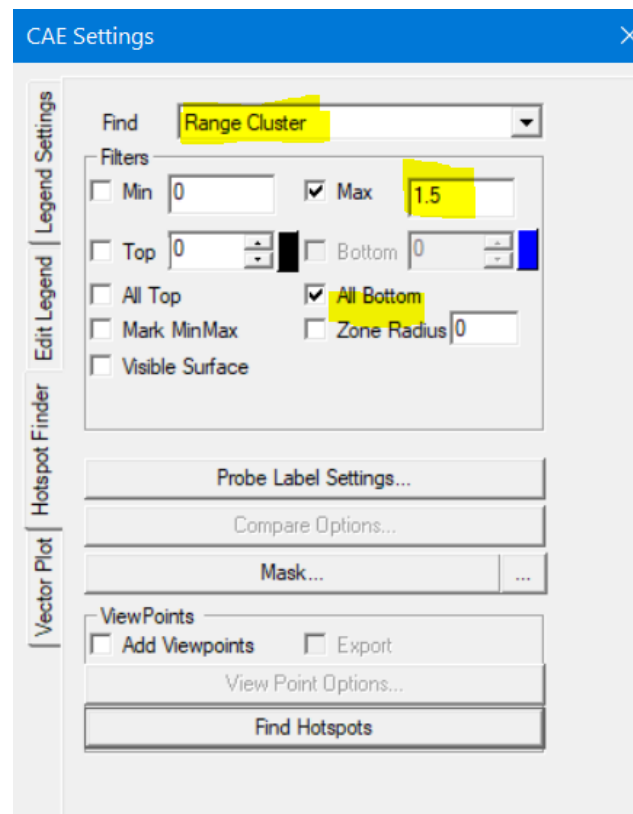 CAE Settings
Legend Settings
Edit Legend
Hotspot Finder
Vector Plot
Find Range Cluster
Filters
Min 0 Max 1.5
Top 0 Bottom 0
All Top All Bottom
Mark MinMax Zone Radius 0
Visible Surface
Probe Label Settings...
Compare Options...
Mask... ...
ViewPoints
Add Viewpoints Export
View Point Options...
Find Hotspots